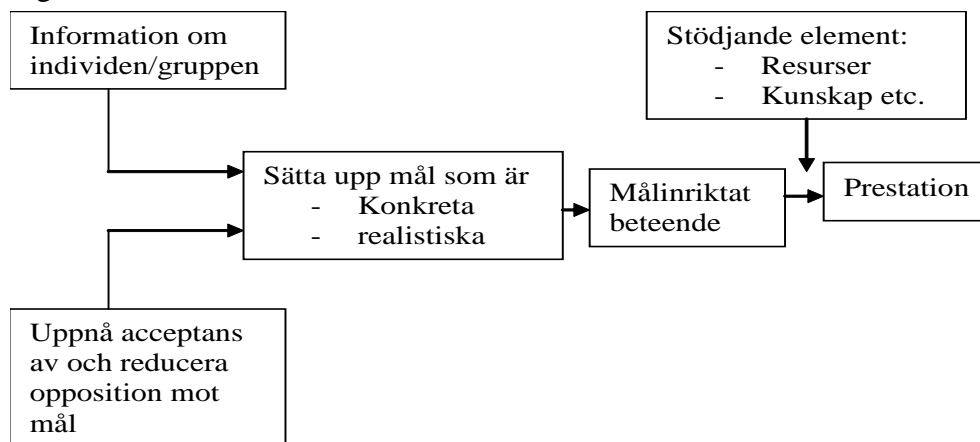 Information om
individen/gruppen
Stödjande element:
- Resurser
- Kunskap etc.
Sätta upp mål som är
- Konkreta
- realistiska
Målinriktat
beteende
Prestation
Uppnå acceptans
av och reducera
opposition mot
mål